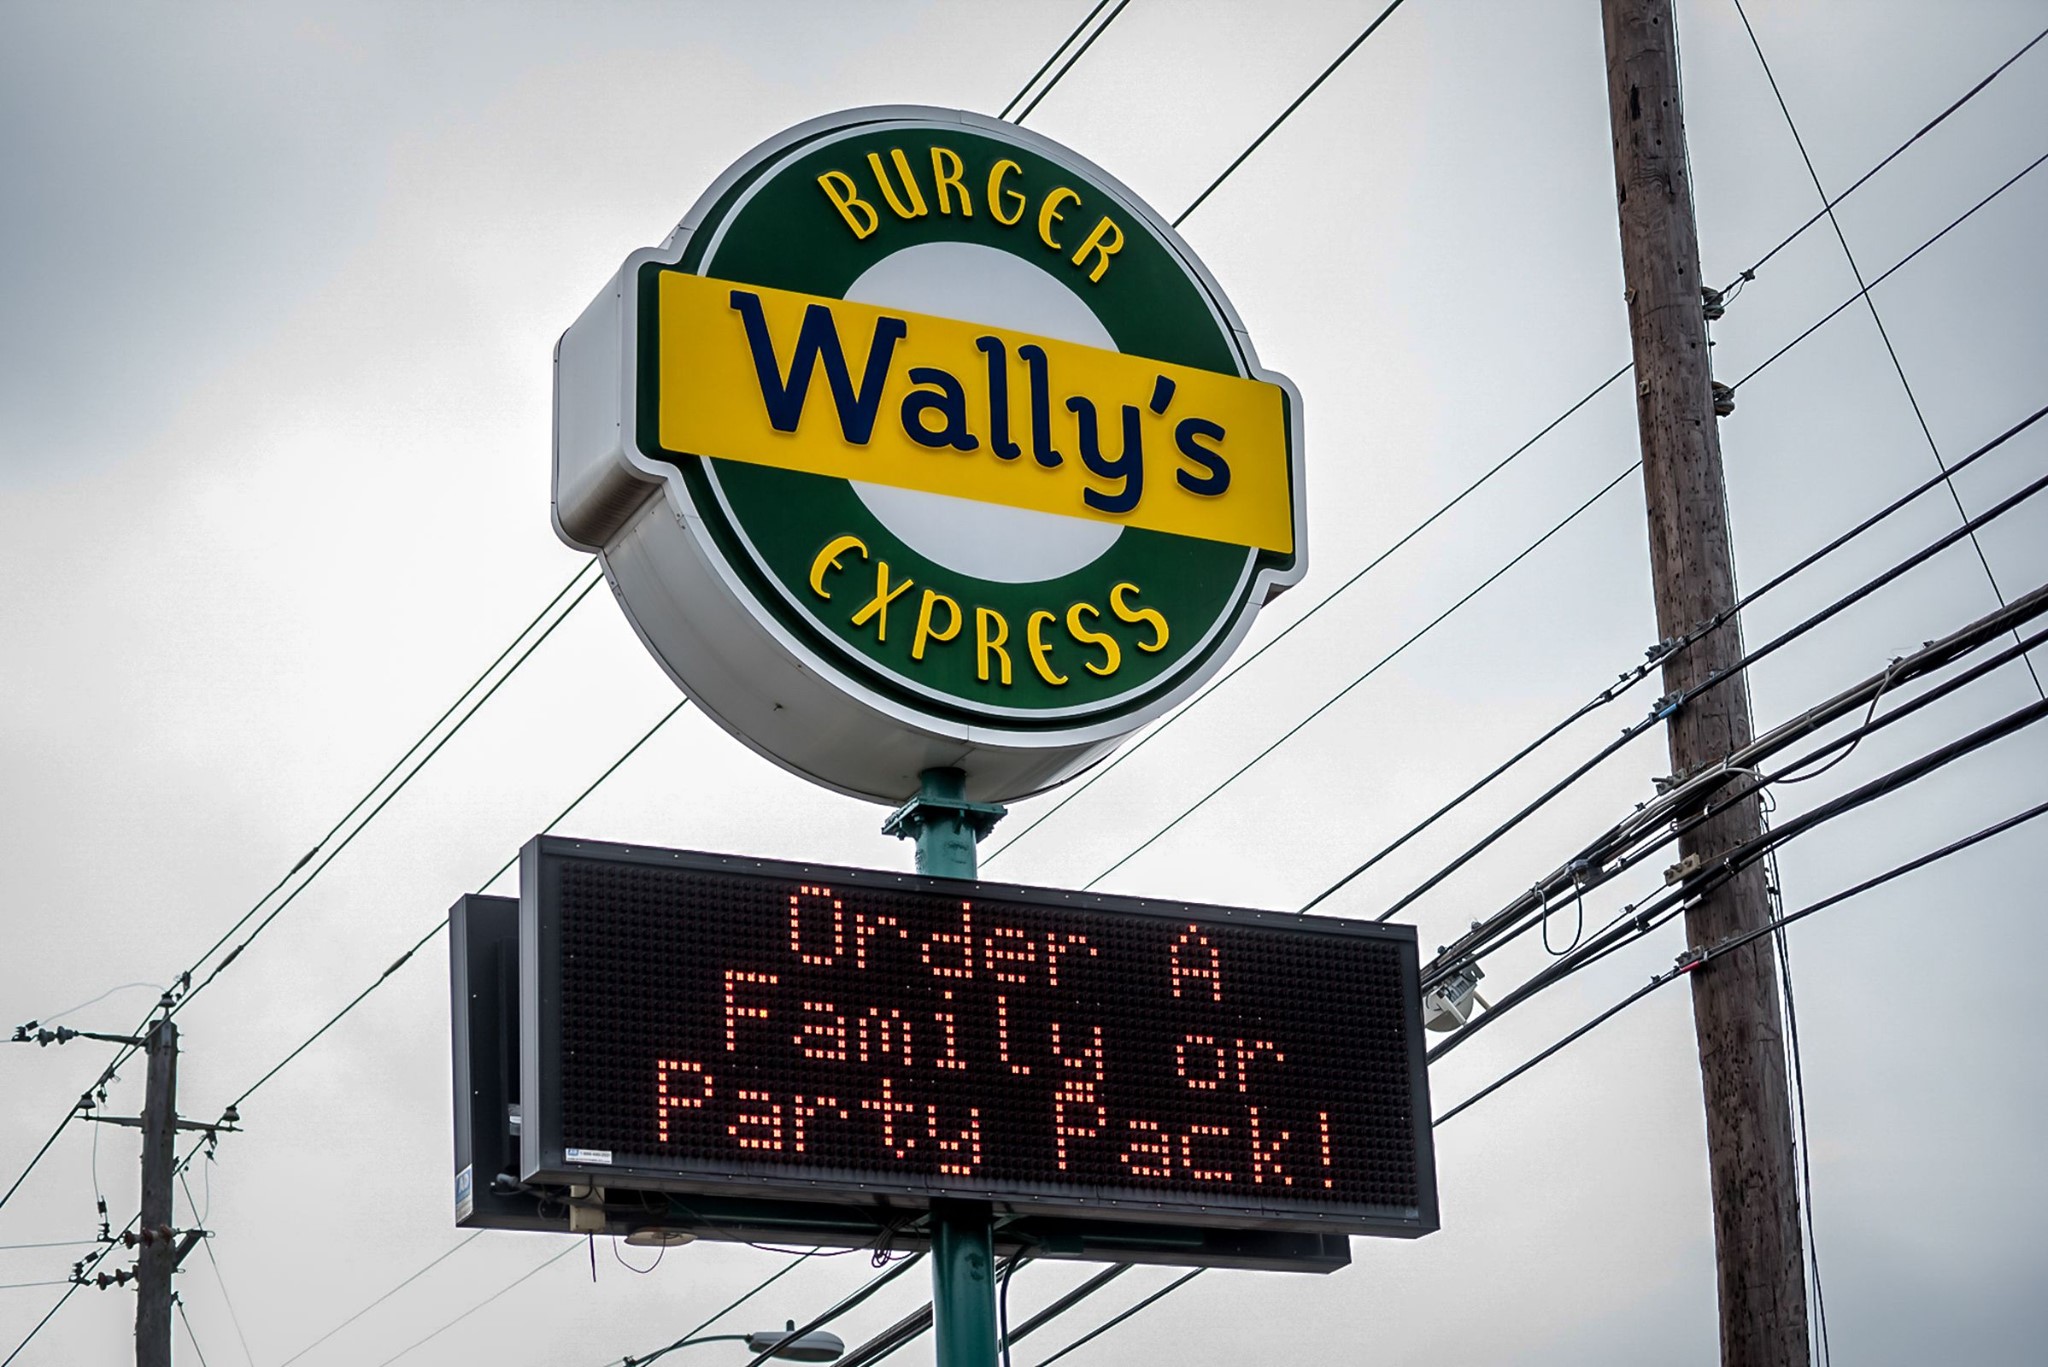 BURGER
Wally's
EXPRESS
Order A
Family or
Party Pack!